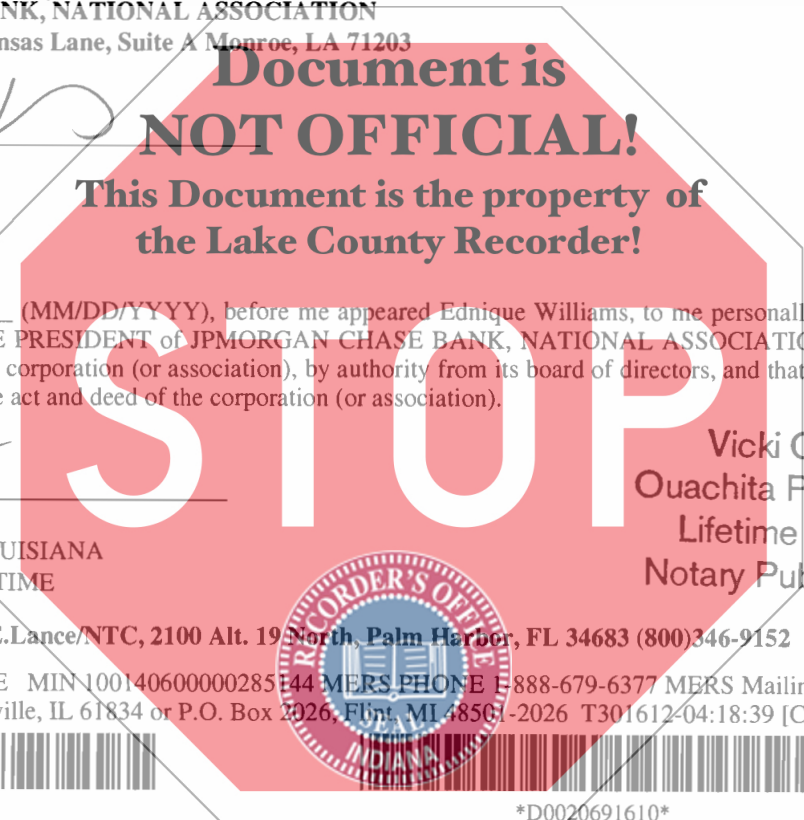 NK, NATIONAL ASSOCIATION
nsas Lane, Suite A Monroe, LA 71203
Document is
NOT OFFICIAL!
This Document is the property of
the Lake County Recorder!
(MM/DD/YYYY), before me appeared Ednique Williams, to me personall
E PRESIDENT of JPMORGAN CHASE BANK, NATIONAL ASSOCIATIO
corporation (or association), by authority from its board of directors, and that
e act and deed of the corporation (or association).
STOP
Vicki
Ouachita P
Lifetime
Notary Pub
UISIANA
TIME
E.Lance/NTC, 2100 Alt. 19 North, Palm Harbor, FL 34683 (800)346-9152
E MIN 100140600000285144 MERS PHONE 1-888-679-6377 MERS Mailin
ville, IL 61834 or P.O. Box 2026, Flint, MI 48501-2026 T301612-04:18:39 [C
RECORDER'S OFFICE
SEAL
INDIANA
*D0020691610*